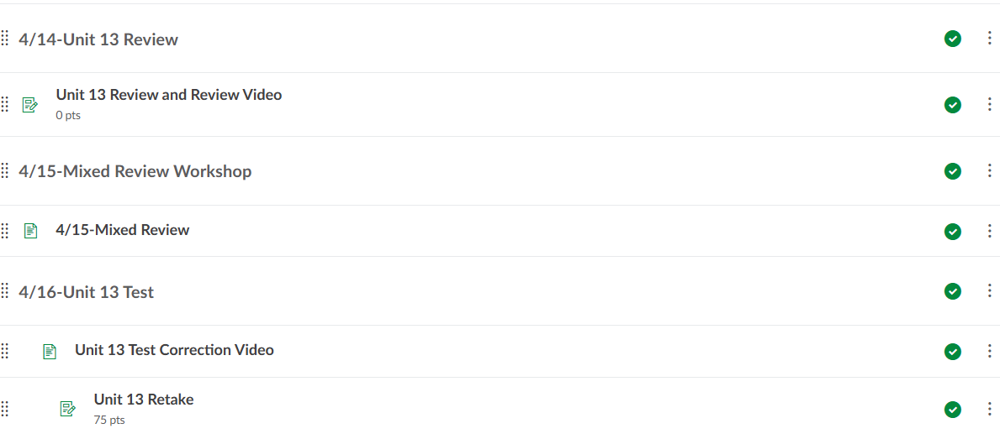 4/14-Unit 13 Review
Unit 13 Review and Review Video
0 pts
4/15-Mixed Review Workshop
4/15-Mixed Review
4/16-Unit 13 Test
Unit 13 Test Correction Video
Unit 13 Retake
75 pts